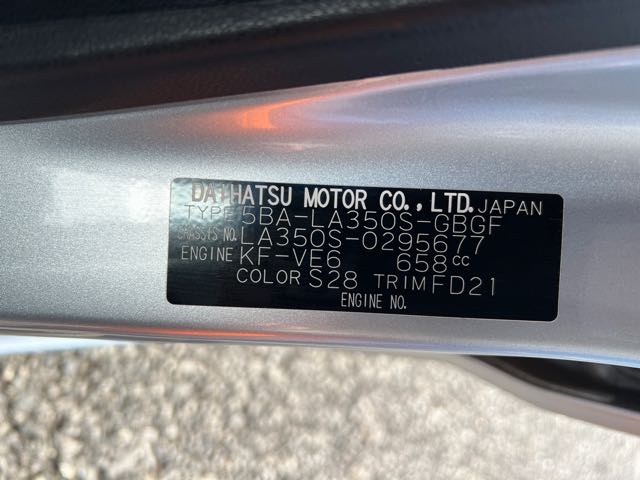 DAIHATSU MOTOR CO., LTD. JAPAN
TYPE 5BA-LA350S-GBGF
CHASSIS NO. LA350S-0295677
ENGINE KF-VE6 658cc
COLOR S28 TRIM FD21
ENGINE NO.